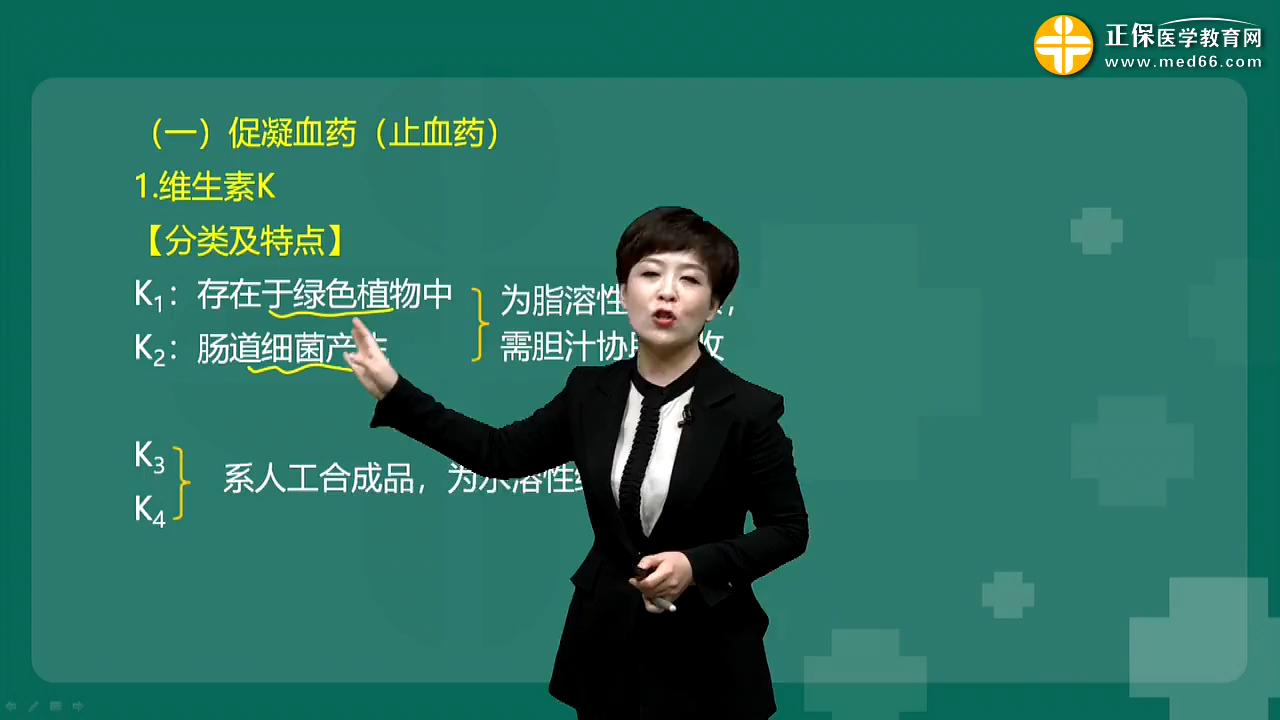 正保医学教育网
www.med66.com
（一）促凝血药（止血药）
1.维生素K
【分类及特点】
K₁：存在于绿色植物中
为脂溶性
K₂：肠道细菌产生
需胆汁协
K₃
系人工合成品，为水溶性
K₄